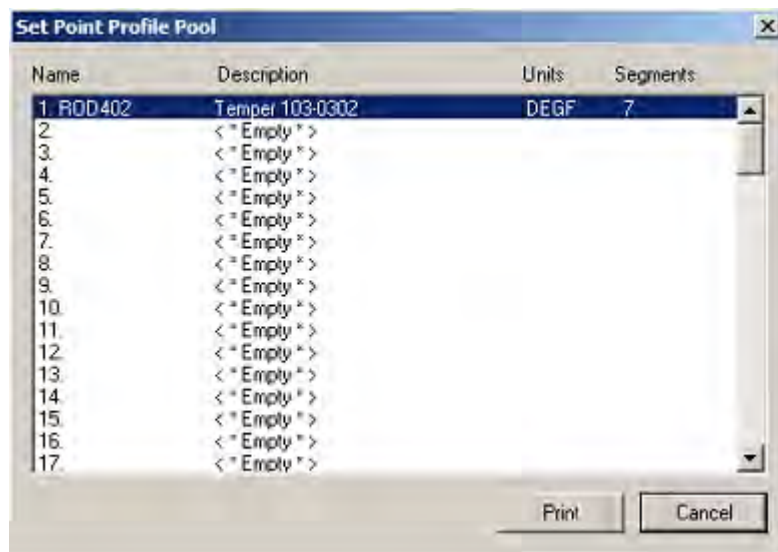 Set Point Profile Pool
Name Description Units Segments
1. ROD402 Temper 103-0302 DEGF 7
2. < * Empty * >
3. < * Empty * >
4. < * Empty * >
5. < * Empty * >
6. < * Empty * >
7. < * Empty * >
8. < * Empty * >
9. < * Empty * >
10. < * Empty * >
11. < * Empty * >
12. < * Empty * >
13. < * Empty * >
14. < * Empty * >
15. < * Empty * >
16. < * Empty * >
17. < * Empty * >
Print Cancel